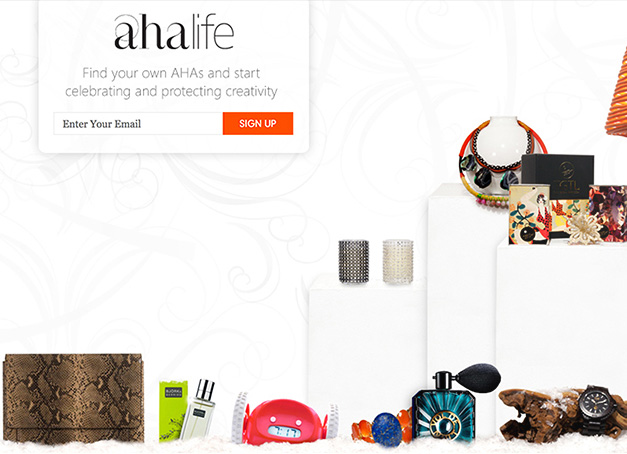 ahalife
Find your own AHAs and start
celebrating and protecting creativity
Enter Your Email
SIGN UP